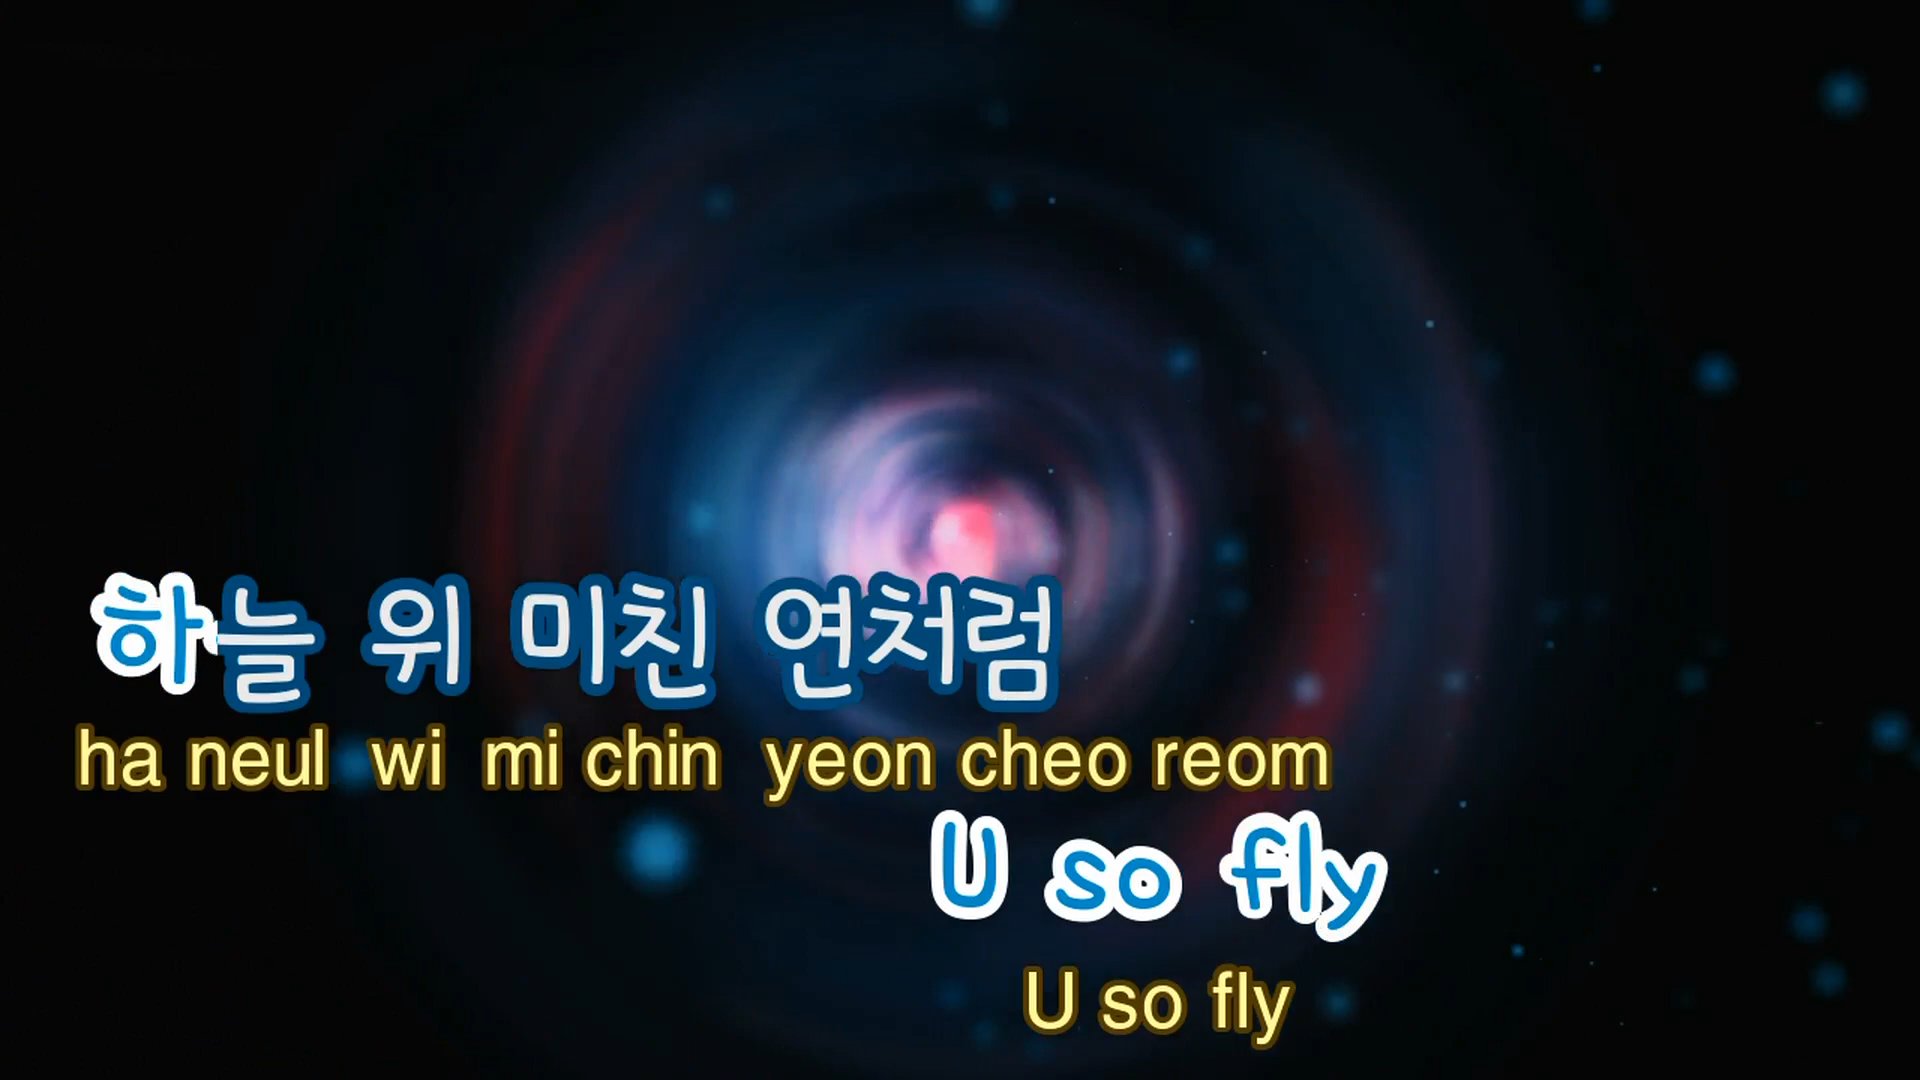 하늘 위 미친 연처럼
ha neul wi mi chin yeon cheo reom
U so fly
U so fly